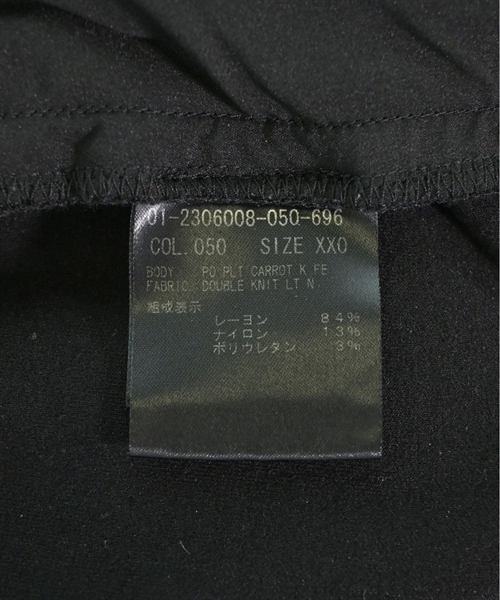 01-2306008-050-696
COL. 050 SIZE XXO
BODY: PO PLT CARROT K FE
FABRIC: DOUBLE KNIT LT N
組成表示
レーヨン 84%
ナイロン 13%
ポリウレタン 3%